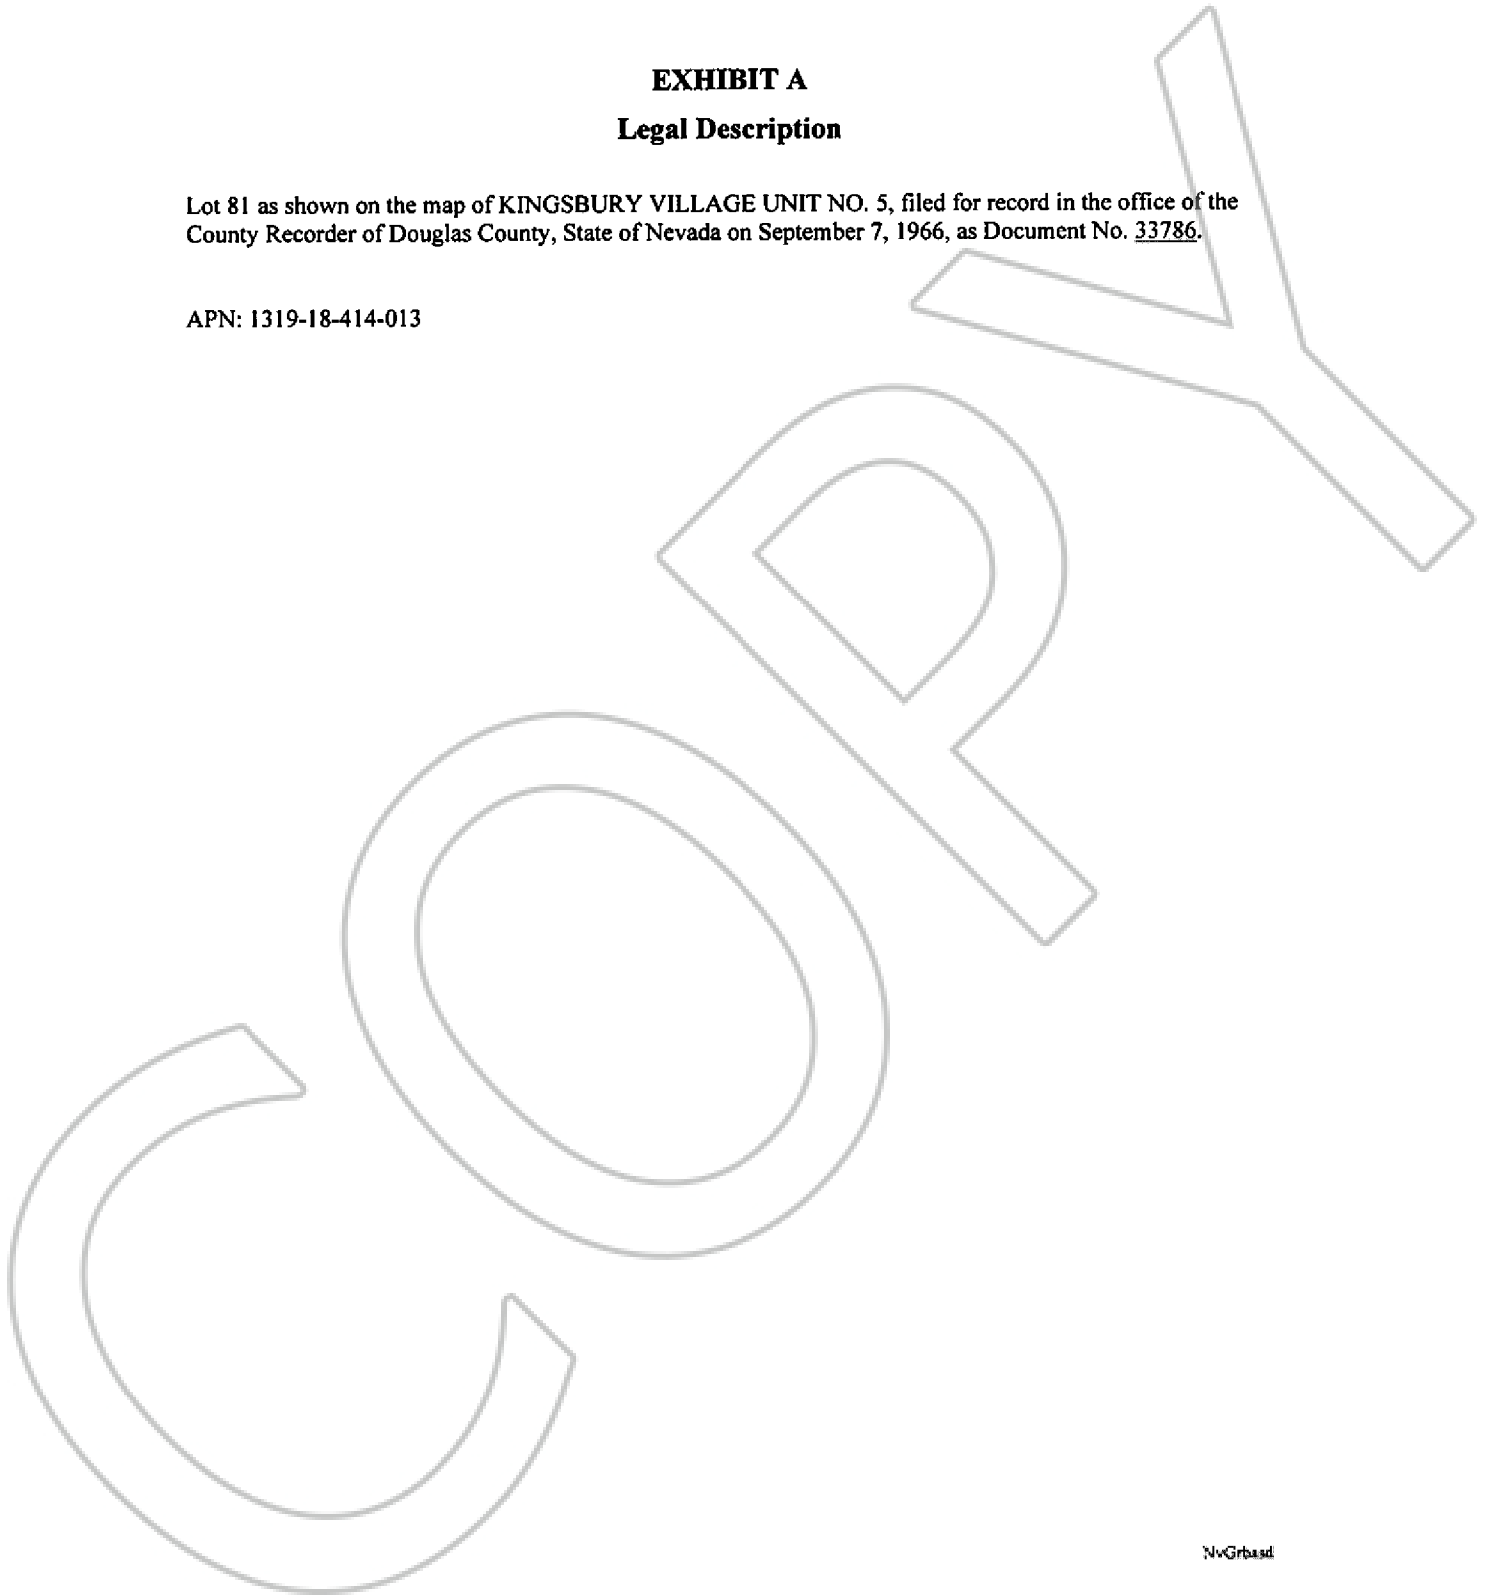 EXHIBIT A
Legal Description
Lot 81 as shown on the map of KINGSBURY VILLAGE UNIT NO. 5, filed for record in the office of the
County Recorder of Douglas County, State of Nevada on September 7, 1966, as Document No. 33786.
APN: 1319-18-414-013
COPY